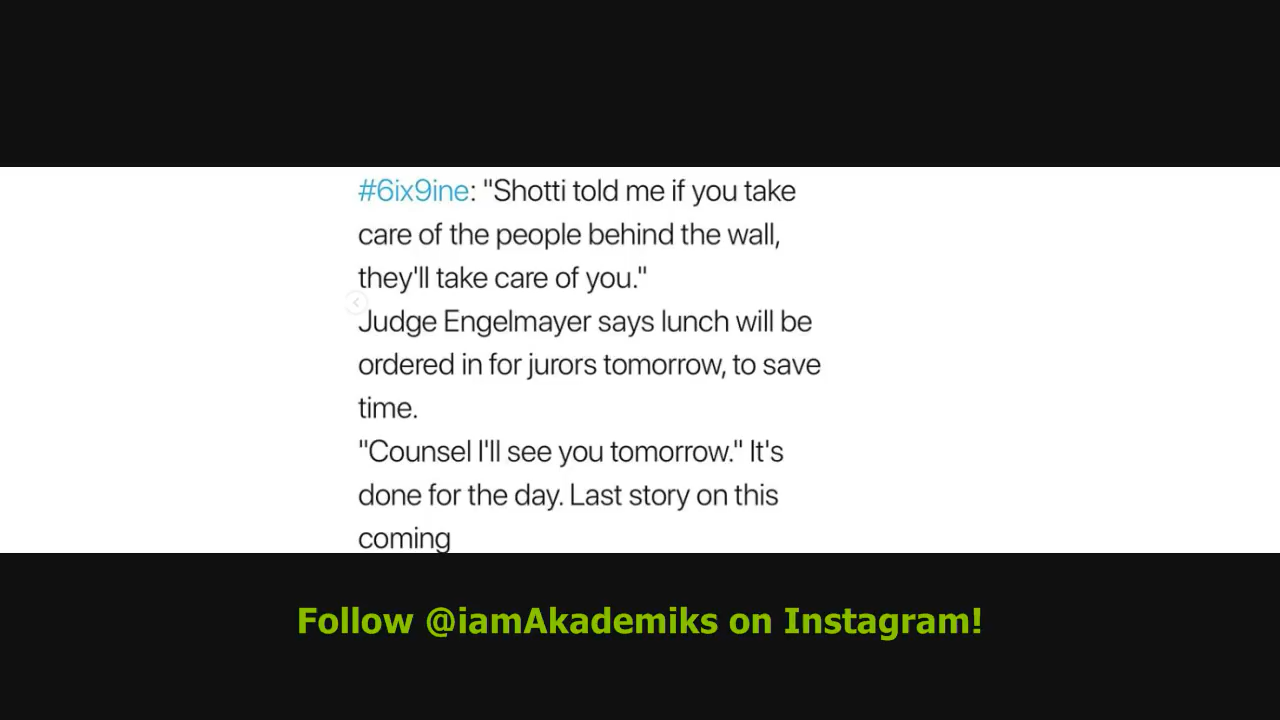 #6ix9ine: "Shotti told me if you take
care of the people behind the wall,
they'll take care of you."
Judge Engelmayer says lunch will be
ordered in for jurors tomorrow, to save
time.
"Counsel I'll see you tomorrow." It's
done for the day. Last story on this
coming
Follow @iamAkademiks on Instagram!